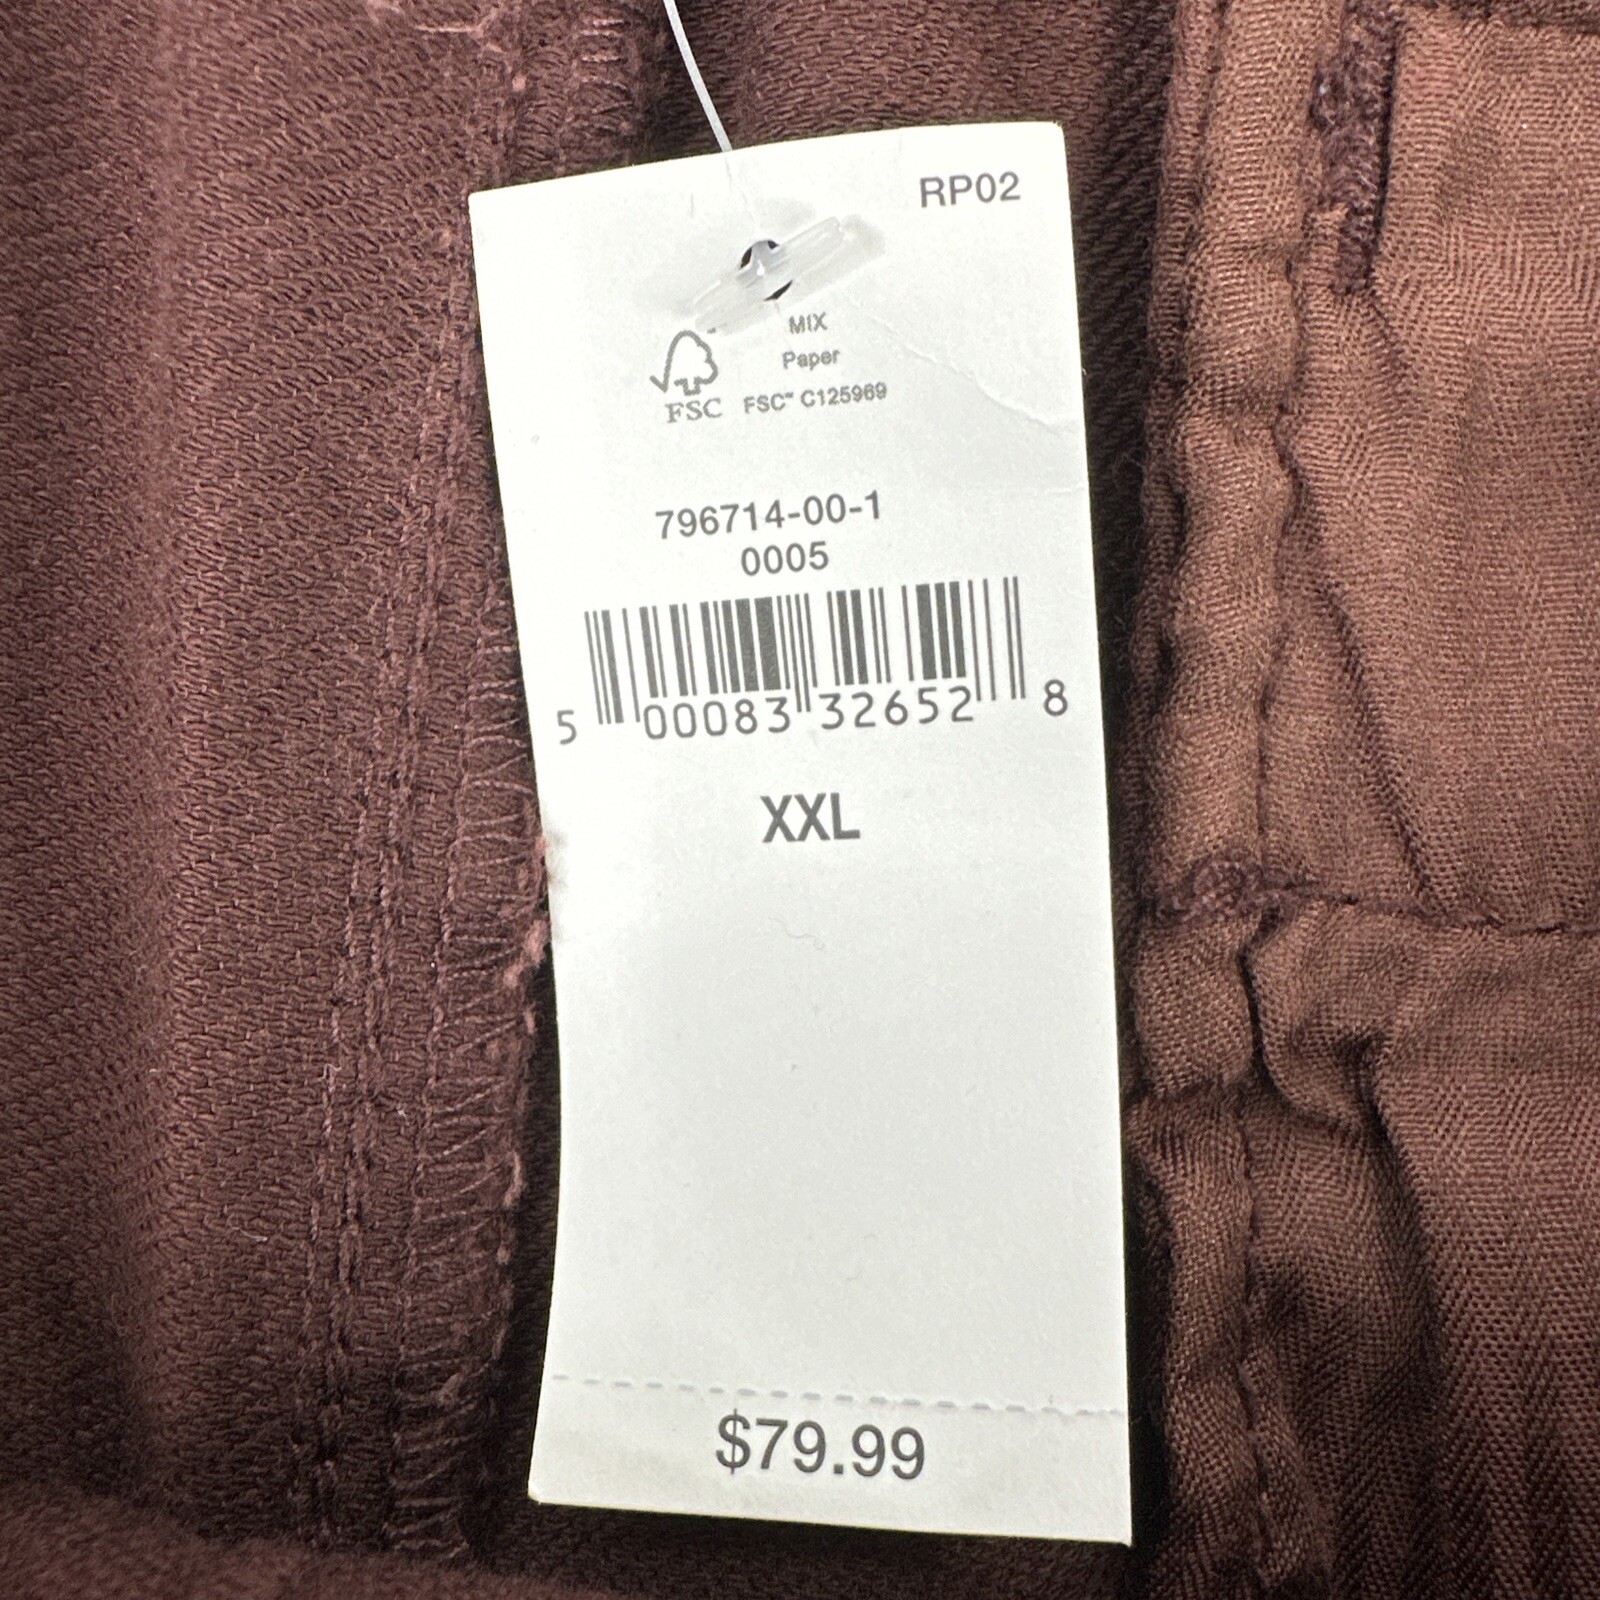 RP02
MIX
Paper
FSC FSC™ C125969
796714-00-1
0005
5 00083 32652 8
XXL
$79.99